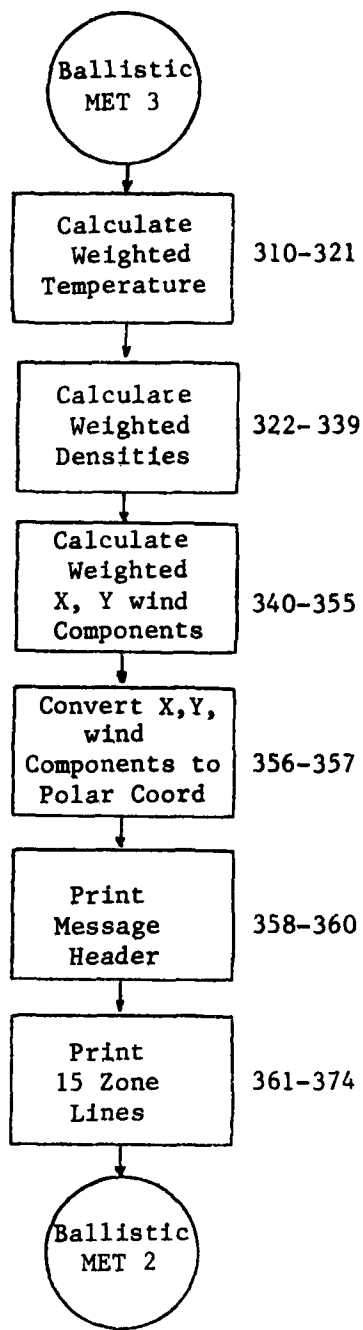 Ballistic
MET 3
Calculate
Weighted
Temperature
310-321
Calculate
Weighted
Densities
322-339
Calculate
Weighted
X, Y wind
Components
340-355
Convert X,Y,
wind
Components to
Polar Coord
356-357
Print
Message
Header
358-360
Print
15 Zone
Lines
361-374
Ballistic
MET 2